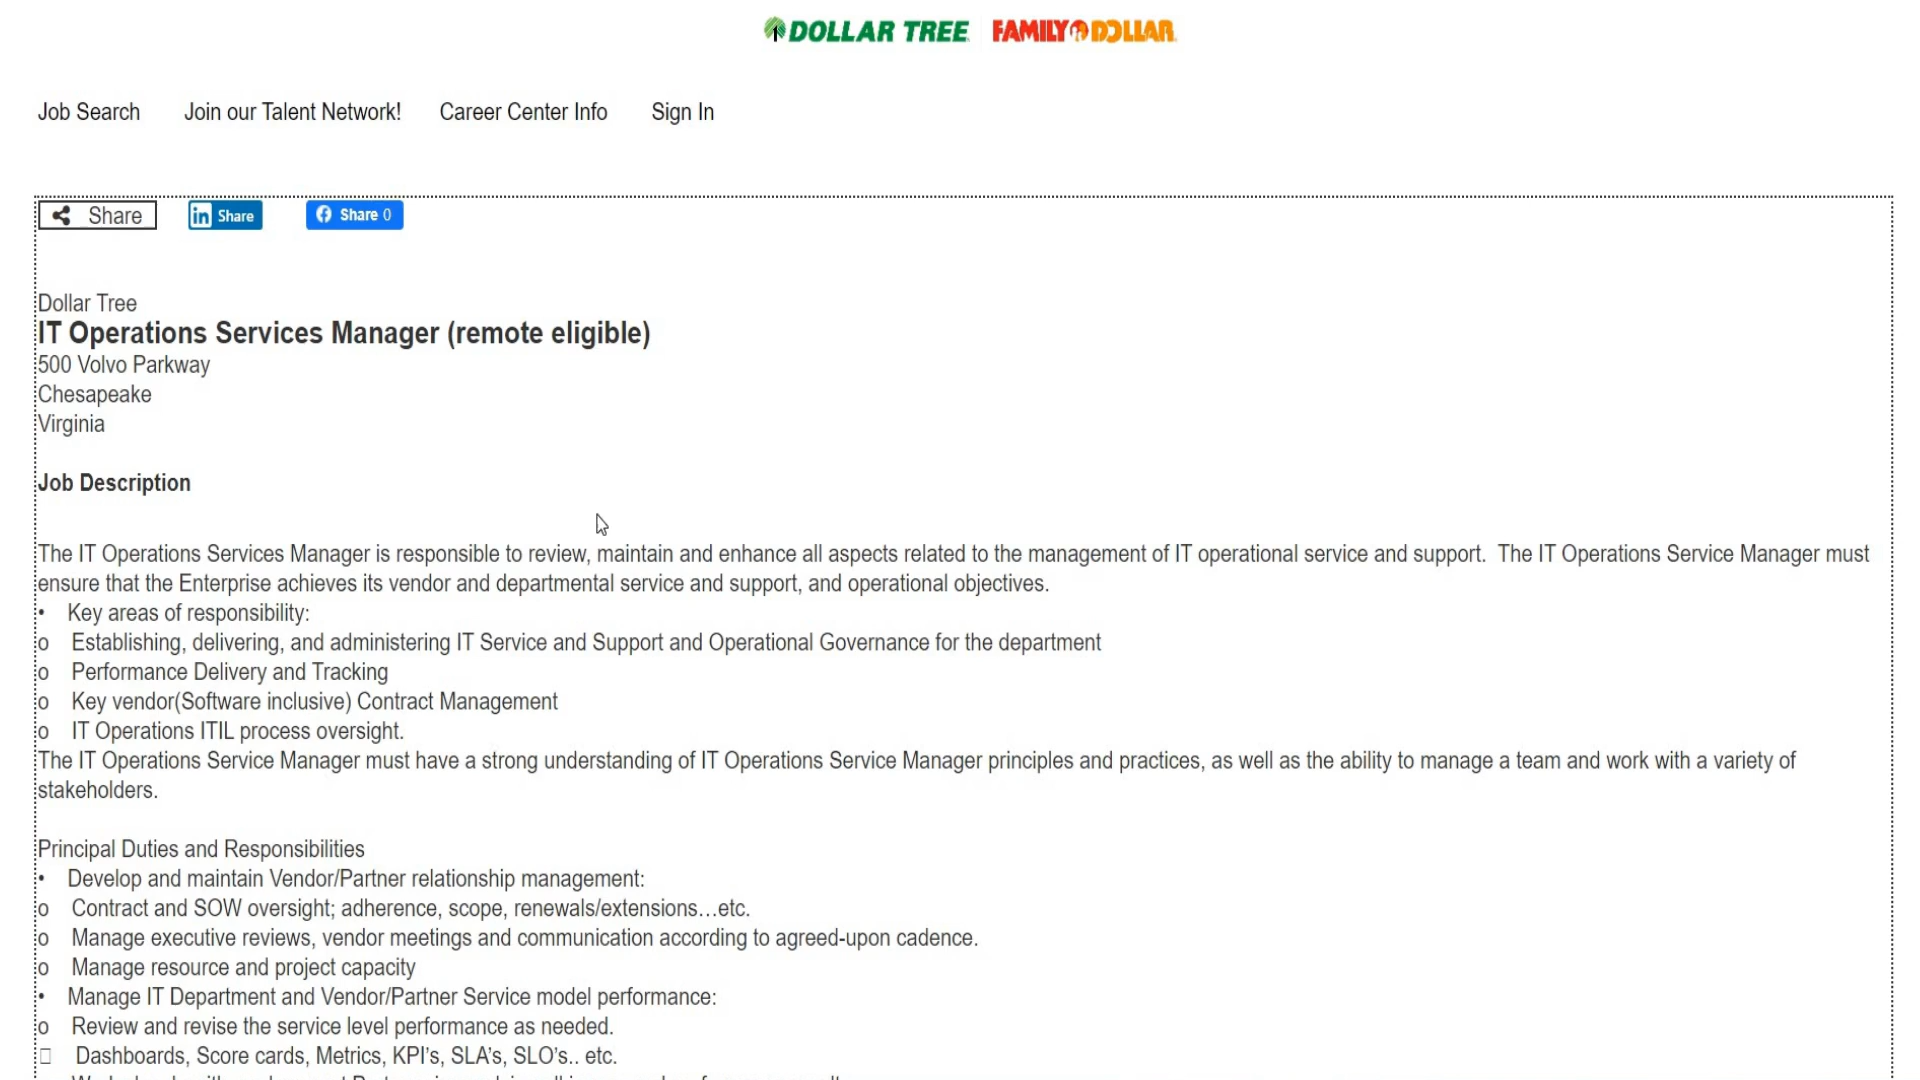 DOLLAR TREE FAMILY DOLLAR
Job Search Join our Talent Network! Career Center Info Sign In
Share in Share Share 0
Dollar Tree
IT Operations Services Manager (remote eligible)
500 Volvo Parkway
Chesapeake
Virginia
Job Description
The IT Operations Services Manager is responsible to review, maintain and enhance all aspects related to the management of IT operational service and support. The IT Operations Service Manager must
ensure that the Enterprise achieves its vendor and departmental service and support, and operational objectives.
• Key areas of responsibility:
o Establishing, delivering, and administering IT Service and Support and Operational Governance for the department
o Performance Delivery and Tracking
o Key vendor(Software inclusive) Contract Management
o IT Operations ITIL process oversight.
The IT Operations Service Manager must have a strong understanding of IT Operations Service Manager principles and practices, as well as the ability to manage a team and work with a variety of
stakeholders.
Principal Duties and Responsibilities
• Develop and maintain Vendor/Partner relationship management:
o Contract and SOW oversight; adherence, scope, renewals/extensions…etc.
o Manage executive reviews, vendor meetings and communication according to agreed-upon cadence.
o Manage resource and project capacity
• Manage IT Department and Vendor/Partner Service model performance:
o Review and revise the service level performance as needed.
Dashboards, Score cards, Metrics, KPI's, SLA's, SLO's.. etc.